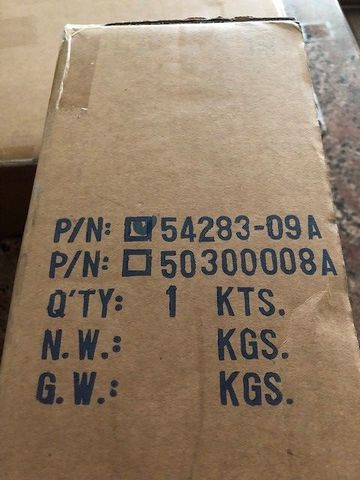 P/N: ☑54283-09A
P/N: ☐50300008A
Q'TY: 1 KTS.
N.W.: KGS.
G.W.: KGS.